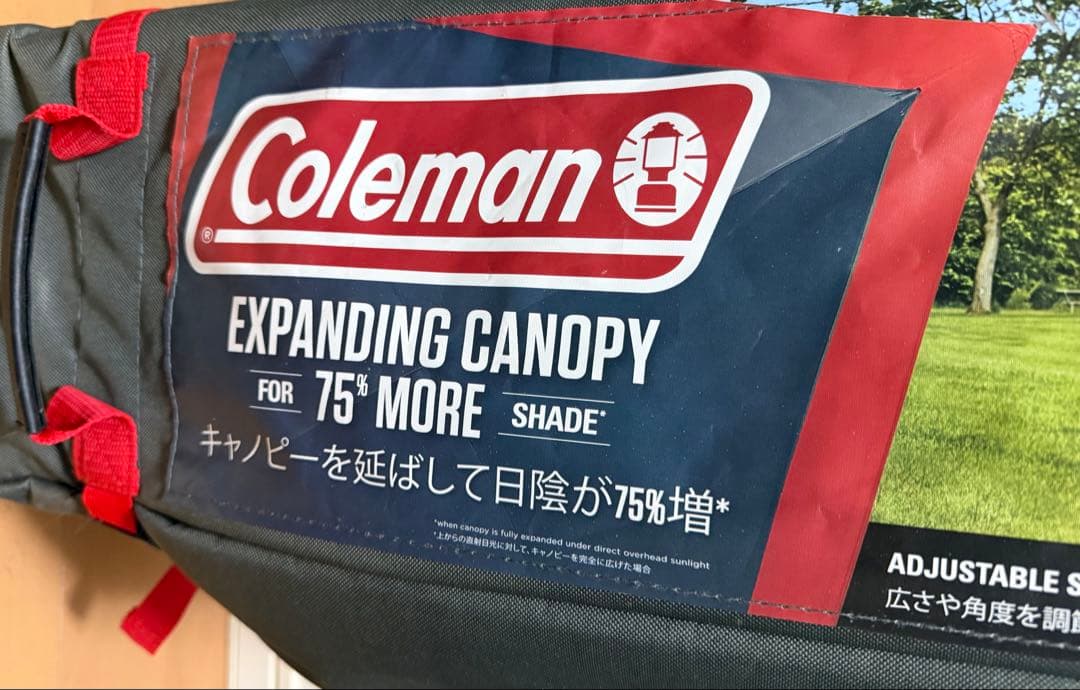 Coleman
®
EXPANDING CANOPY
FOR 75% MORE SHADE*
キャノピーを延ばして日陰が75%増*
*when canopy is fully expanded under direct overhead sunlight
*上からの直射日光に対して、キャノピーを完全に広げた場合
ADJUSTABLE S
広さや角度を調節